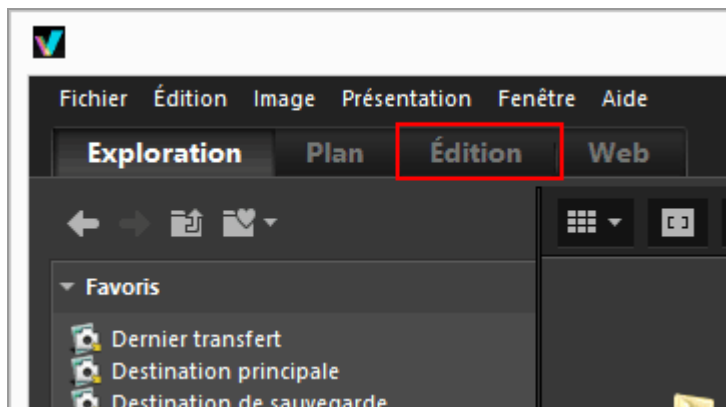 Fichier Édition Image Présentation Fenêtre Aide
Exploration Plan Édition Web
Favoris
Dernier transfert
Destination principale
Destination de sauvegarde